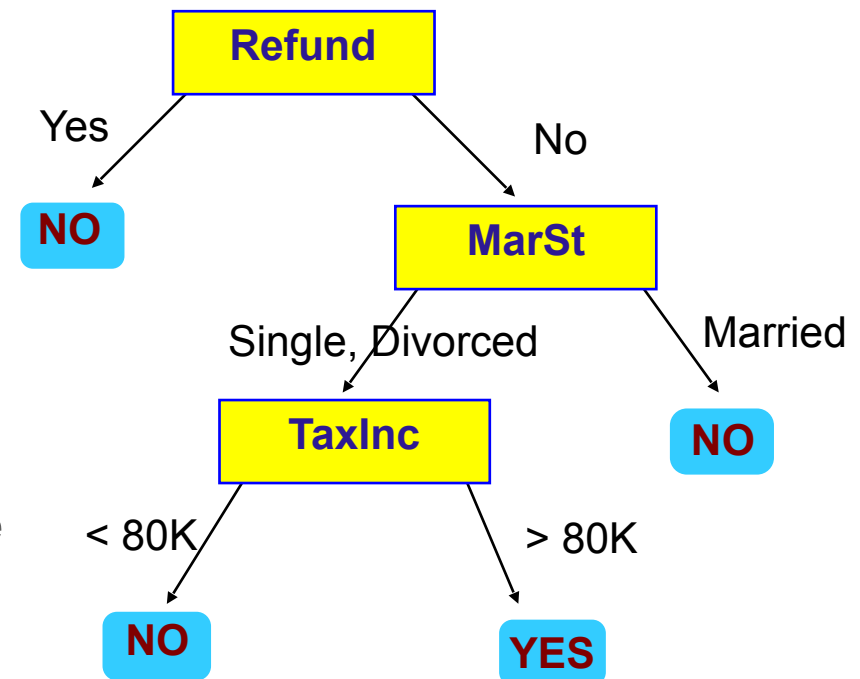 Refund
Yes
No
NO
MarSt
Single, Divorced
Married
TaxInc
NO
< 80K
> 80K
NO
YES